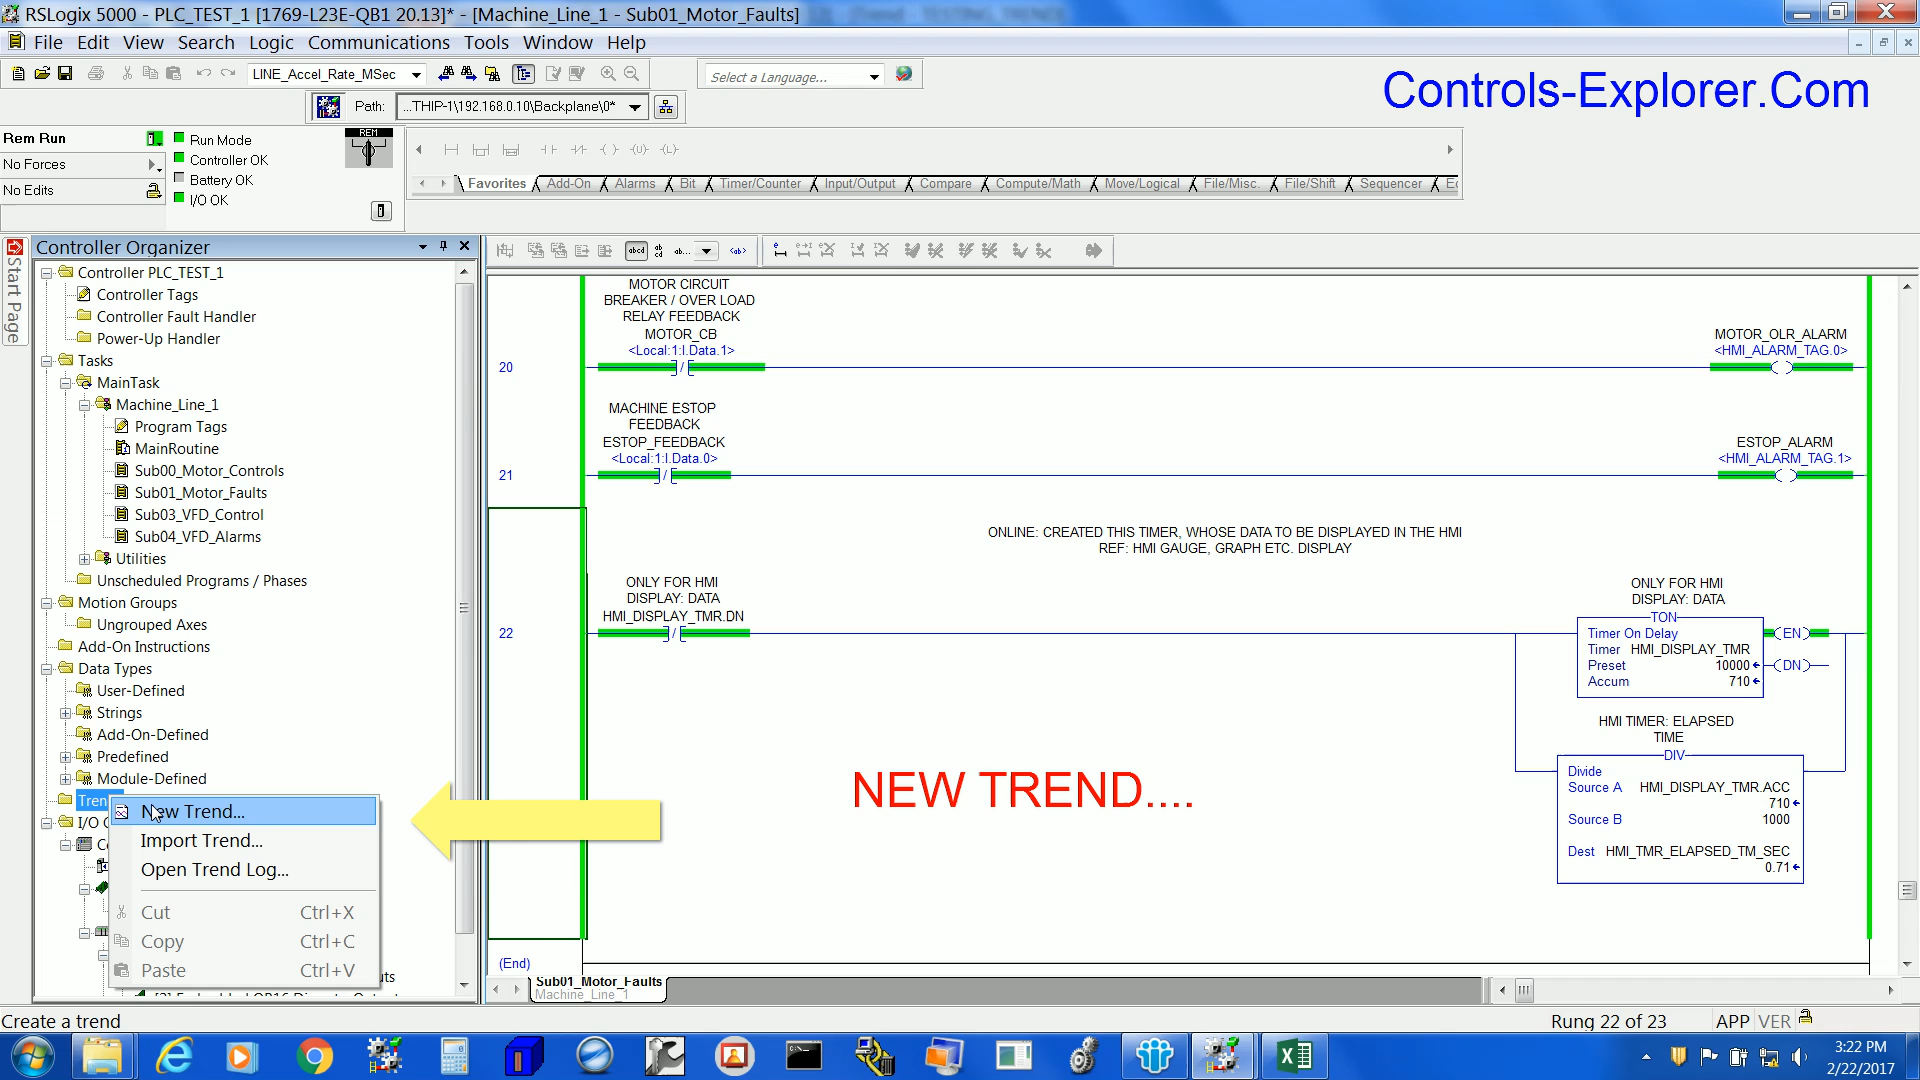 RSLogix 5000 - PLC_TEST_1 [1769-L23E-QB1 20.13]* - [Machine_Line_1 - Sub01_Motor_Faults]
File Edit View Search Logic Communications Tools Window Help
LINE_Accel_Rate_MSec
Select a Language...
Controls-Explorer.Com
Path: ...THIP-1\192.168.0.10\Backplane\0*
Rem Run
No Forces
No Edits
Run Mode
Controller OK
Battery OK
I/O OK
REM
Favorites Add-On Alarms Bit Timer/Counter Input/Output Compare Compute/Math Move/Logical File/Misc. File/Shift Sequencer
Start Page
Controller Organizer
Controller PLC_TEST_1
Controller Tags
Controller Fault Handler
Power-Up Handler
Tasks
MainTask
Machine_Line_1
Program Tags
MainRoutine
Sub00_Motor_Controls
Sub01_Motor_Faults
Sub03_VFD_Control
Sub04_VFD_Alarms
Utilities
Unscheduled Programs / Phases
Motion Groups
Ungrouped Axes
Add-On Instructions
Data Types
User-Defined
Strings
Add-On-Defined
Predefined
Module-Defined
New Trend...
Import Trend...
Open Trend Log...
Cut Ctrl+X
Copy Ctrl+C
Paste Ctrl+V
MOTOR CIRCUIT
BREAKER / OVER LOAD
RELAY FEEDBACK
MOTOR_CB
<Local:1:I.Data.1>
20
MOTOR_OLR_ALARM
<HMI_ALARM_TAG.0>
MACHINE ESTOP
FEEDBACK
ESTOP_FEEDBACK
<Local:1:I.Data.0>
21
ESTOP_ALARM
<HMI_ALARM_TAG.1>
ONLINE: CREATED THIS TIMER, WHOSE DATA TO BE DISPLAYED IN THE HMI
REF: HMI GAUGE, GRAPH ETC. DISPLAY
ONLY FOR HMI
DISPLAY: DATA
HMI_DISPLAY_TMR.DN
22
ONLY FOR HMI
DISPLAY: DATA
TON
Timer On Delay
Timer HMI_DISPLAY_TMR
Preset 10000
Accum 710
EN
DN
HMI TIMER: ELAPSED
TIME
DIV
Divide
Source A HMI_DISPLAY_TMR.ACC
710
Source B 1000
Dest HMI_TMR_ELAPSED_TM_SEC
0.71
NEW TREND....
(End)
Sub01_Motor_Faults
Machine_Line_1
Create a trend
Rung 22 of 23 APP VER
3:22 PM
2/22/2017